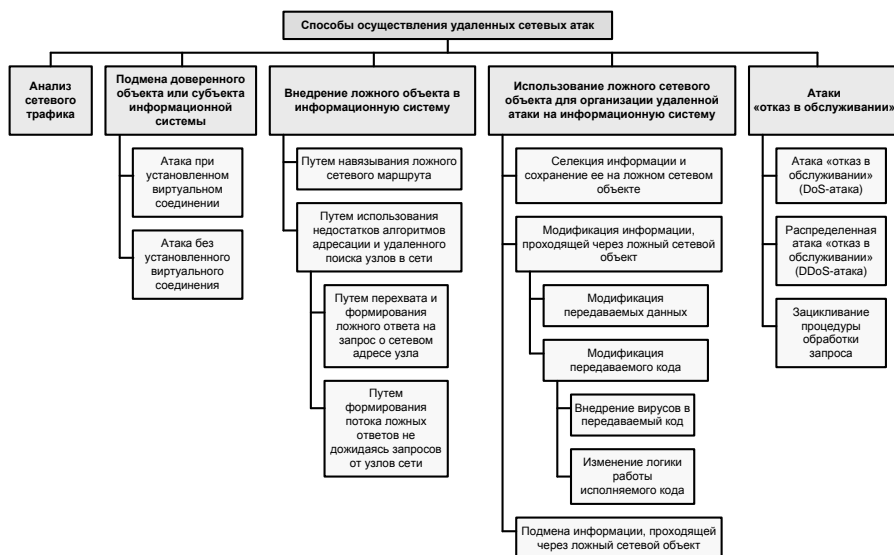 Способы осуществления удаленных сетевых атак
Анализ
сетевого
трафика
Подмена доверенного
объекта или субъекта
информационной
системы
Атака при
установленном
виртуальном
соединении
Атака без
установленного
виртуального
соединения
Внедрение ложного объекта в
информационную систему
Путем навязывания ложного
сетевого маршрута
Путем использования
недостатков алгоритмов
адресации и удаленного
поиска узлов в сети
Путем перехвата и
формирования
ложного ответа на
запрос о сетевом
адресе узла
Путем
формирования
потока ложных
ответов не
дожидаясь запросов
от узлов сети
Использование ложного сетевого
объекта для организации удаленной
атаки на информационную систему
Селекция информации и
сохранение ее на ложном сетевом
объекте
Модификация информации,
проходящей через ложный сетевой
объект
Модификация
передаваемых данных
Модификация
передаваемого кода
Внедрение вирусов в
передаваемый код
Изменение логики
работы
исполняемого кода
Подмена информации, проходящей
через ложный сетевой объект
Атаки
«отказ в обслуживании»
Атака «отказ в
обслуживании»
(DoS-атака)
Распределенная
атака «отказ в
обслуживании»
(DDoS-атака)
Зацикливание
процедуры
обработки
запроса